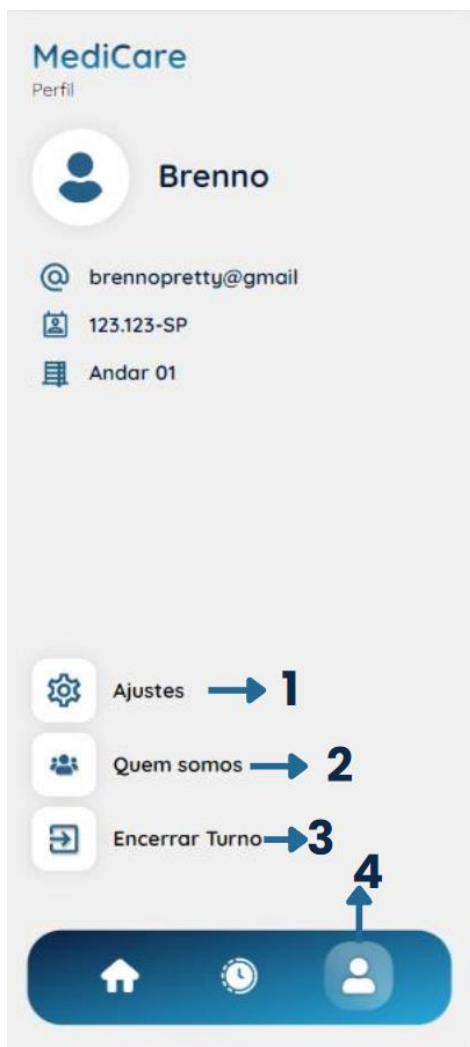 MediCare
Perfil
Brenno
brennopretty@gmail
123.123-SP
Andar 01
Ajustes 1
Quem somos 2
Encerrar Turno 3
4